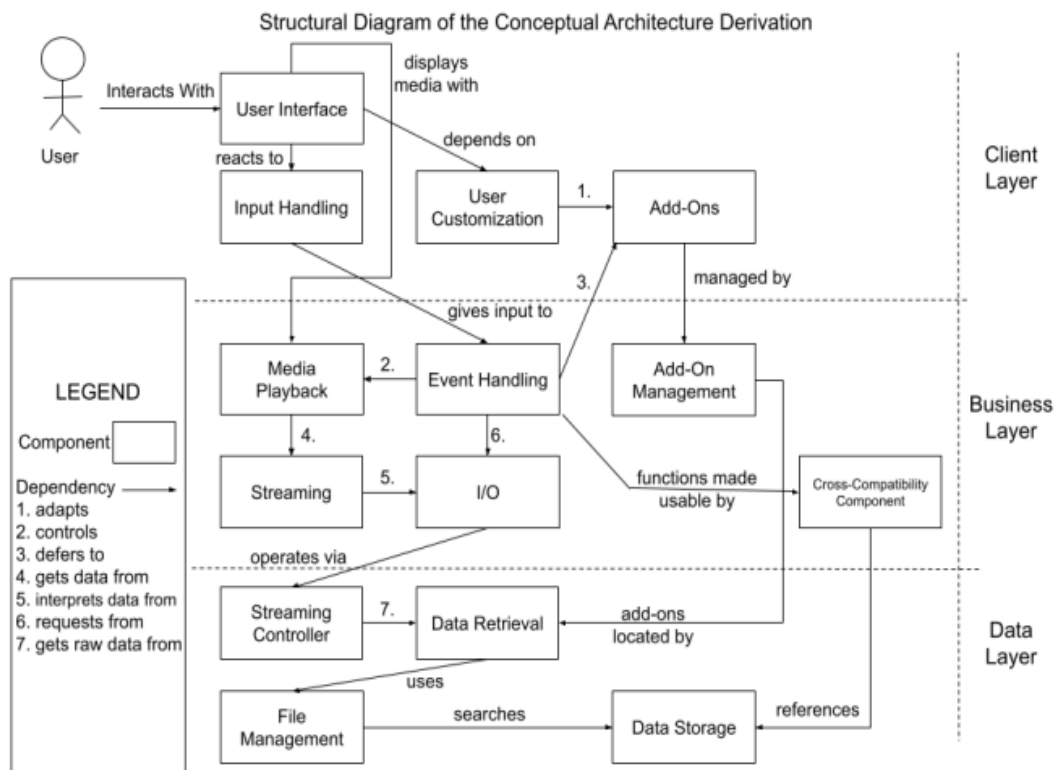 Structural Diagram of the Conceptual Architecture Derivation
displays
media with
Interacts With
User Interface
User
depends on
reacts to
Input Handling
User
Customization
1.
Add-Ons
Client
Layer
3.
managed by
gives input to
Media
Playback
2.
Event Handling
Add-On
Management
Business
Layer
4.
6.
Streaming
5.
I/O
functions made
usable by
Cross-Compatibility
Component
operates via
Streaming
Controller
7.
Data Retrieval
add-ons
located by
Data
Layer
uses
File
Management
searches
Data Storage
references
LEGEND
Component
Dependency
1. adapts
2. controls
3. defers to
4. gets data from
5. interprets data from
6. requests from
7. gets raw data from